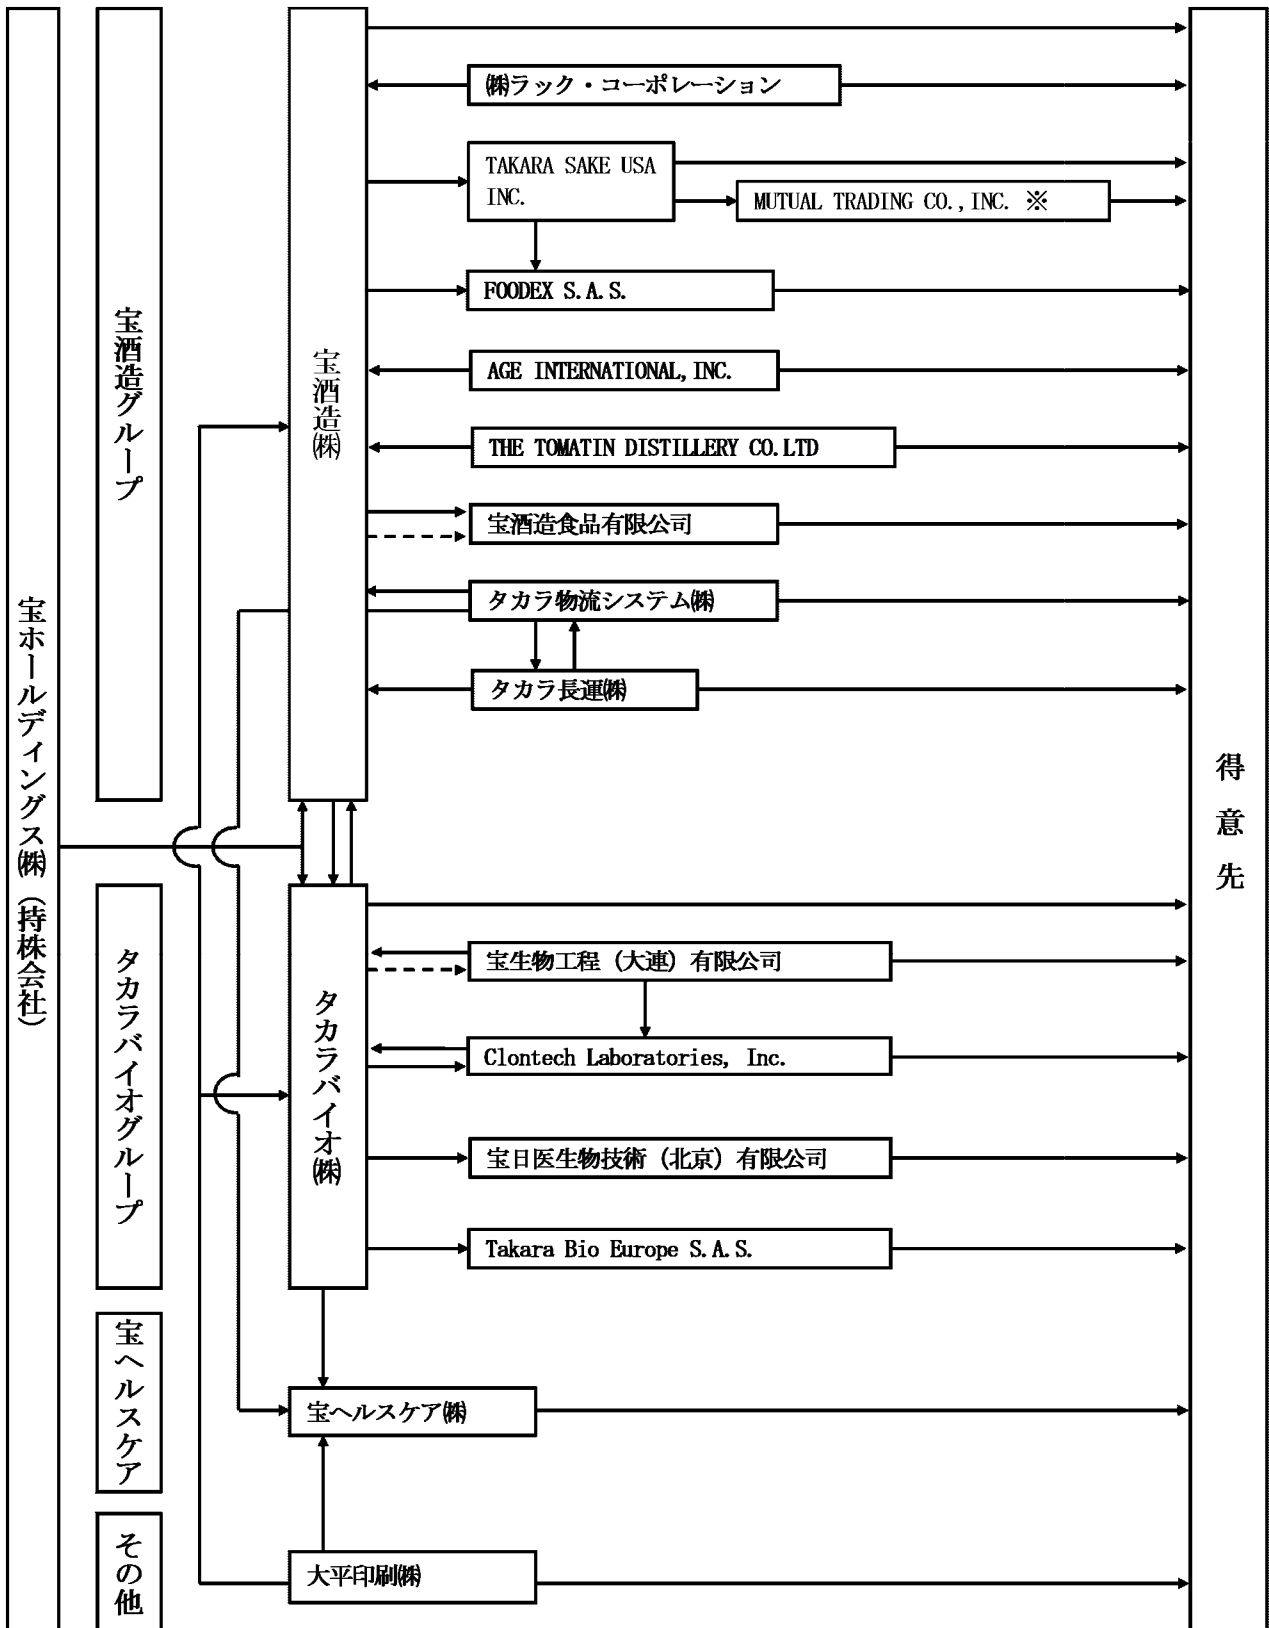 宝ホールディングス㈱（持株会社）
宝酒造グループ
宝酒造㈱
㈱ラック・コーポレーション
TAKARA SAKE USA
INC.
MUTUAL TRADING CO., INC. ※
FOODEX S.A.S.
AGE INTERNATIONAL, INC.
THE TOMATIN DISTILLERY CO.LTD
宝酒造食品有限公司
タカラ物流システム㈱
タカラ長運㈱
得意先
タカラバイオグループ
タカラバイオ㈱
宝生物工程（大連）有限公司
Clontech Laboratories, Inc.
宝日医生物技術（北京）有限公司
Takara Bio Europe S.A.S.
宝ヘルスケア
宝ヘルスケア㈱
その他
大平印刷㈱